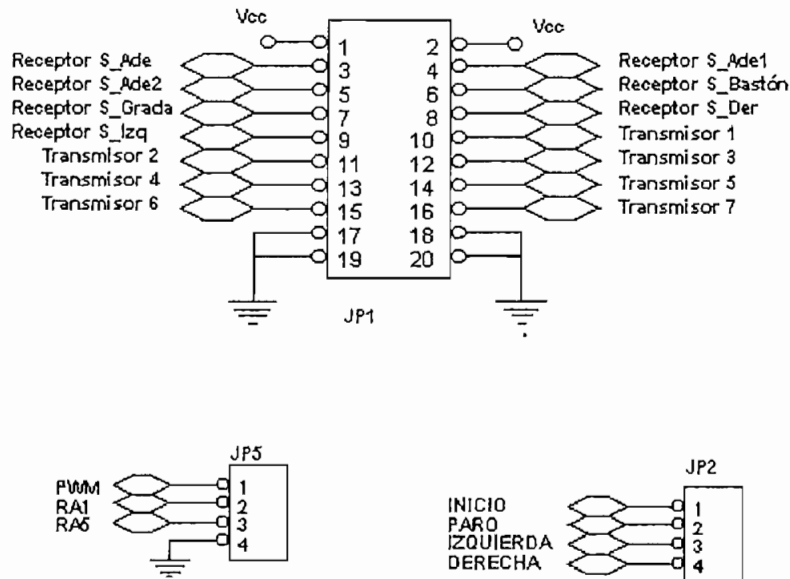 Vcc
Vcc
Receptor S_Ade
1
2
Receptor S_Ade1
Receptor S_Ade2
3
4
Receptor S_Bastón
Receptor S_Grada
5
6
Receptor S_Der
Receptor S_Izq
7
8
Transmisor 1
Transmisor 2
9
10
Transmisor 3
Transmisor 4
11
12
Transmisor 5
Transmisor 6
13
14
Transmisor 7
15
16
17
18
19
20
JP1
JP5
PWM
1
RA1
2
RA5
3
4
JP2
INICIO
1
PARO
2
IZQUIERDA
3
DERECHA
4